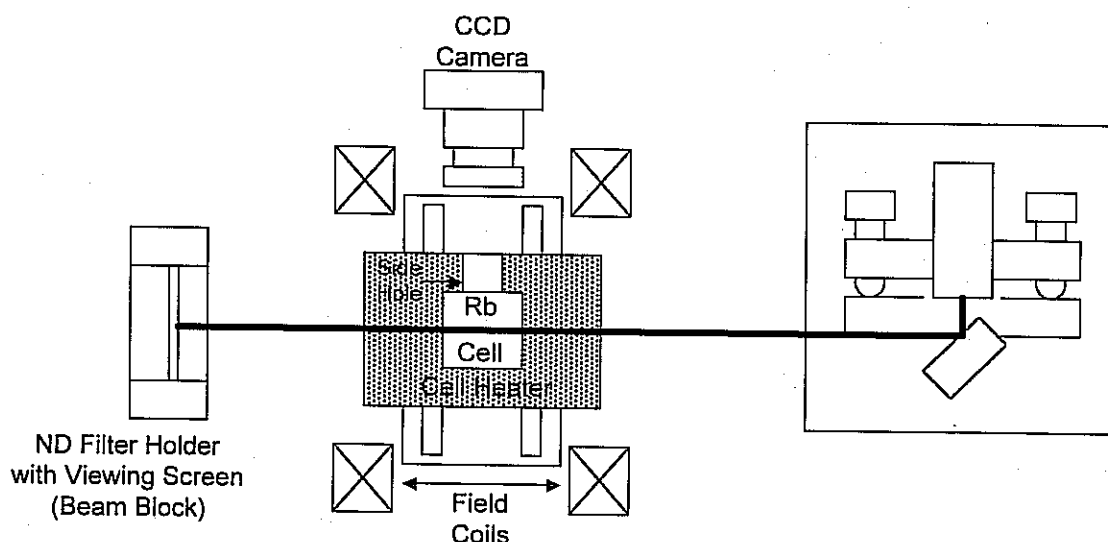 CCD
Camera
Side
Hole
Rb
Cell
Cell Heater
ND Filter Holder
with Viewing Screen
(Beam Block)
Field
Coils